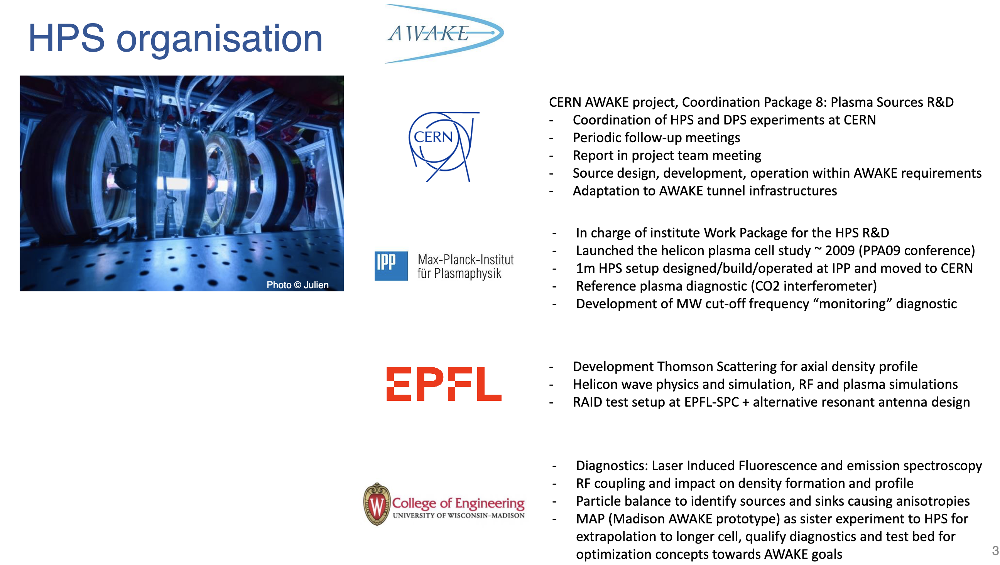 HPS organisation
AWAKE
Photo © Julien
CERN
CERN AWAKE project, Coordination Package 8: Plasma Sources R&D
- Coordination of HPS and DPS experiments at CERN
- Periodic follow-up meetings
- Report in project team meeting
- Source design, development, operation within AWAKE requirements
- Adaptation to AWAKE tunnel infrastructures
IPP
Max-Planck-Institut
für Plasmaphysik
- In charge of institute Work Package for the HPS R&D
- Launched the helicon plasma cell study ~ 2009 (PPA09 conference)
- 1m HPS setup designed/build/operated at IPP and moved to CERN
- Reference plasma diagnostic (CO2 interferometer)
- Development of MW cut-off frequency “monitoring” diagnostic
EPFL
- Development Thomson Scattering for axial density profile
- Helicon wave physics and simulation, RF and plasma simulations
- RAID test setup at EPFL-SPC + alternative resonant antenna design
W
College of Engineering
UNIVERSITY OF WISCONSIN–MADISON
- Diagnostics: Laser Induced Fluorescence and emission spectroscopy
- RF coupling and impact on density formation and profile
- Particle balance to identify sources and sinks causing anisotropies
- MAP (Madison AWAKE prototype) as sister experiment to HPS for
extrapolation to longer cell, qualify diagnostics and test bed for
optimization concepts towards AWAKE goals
3